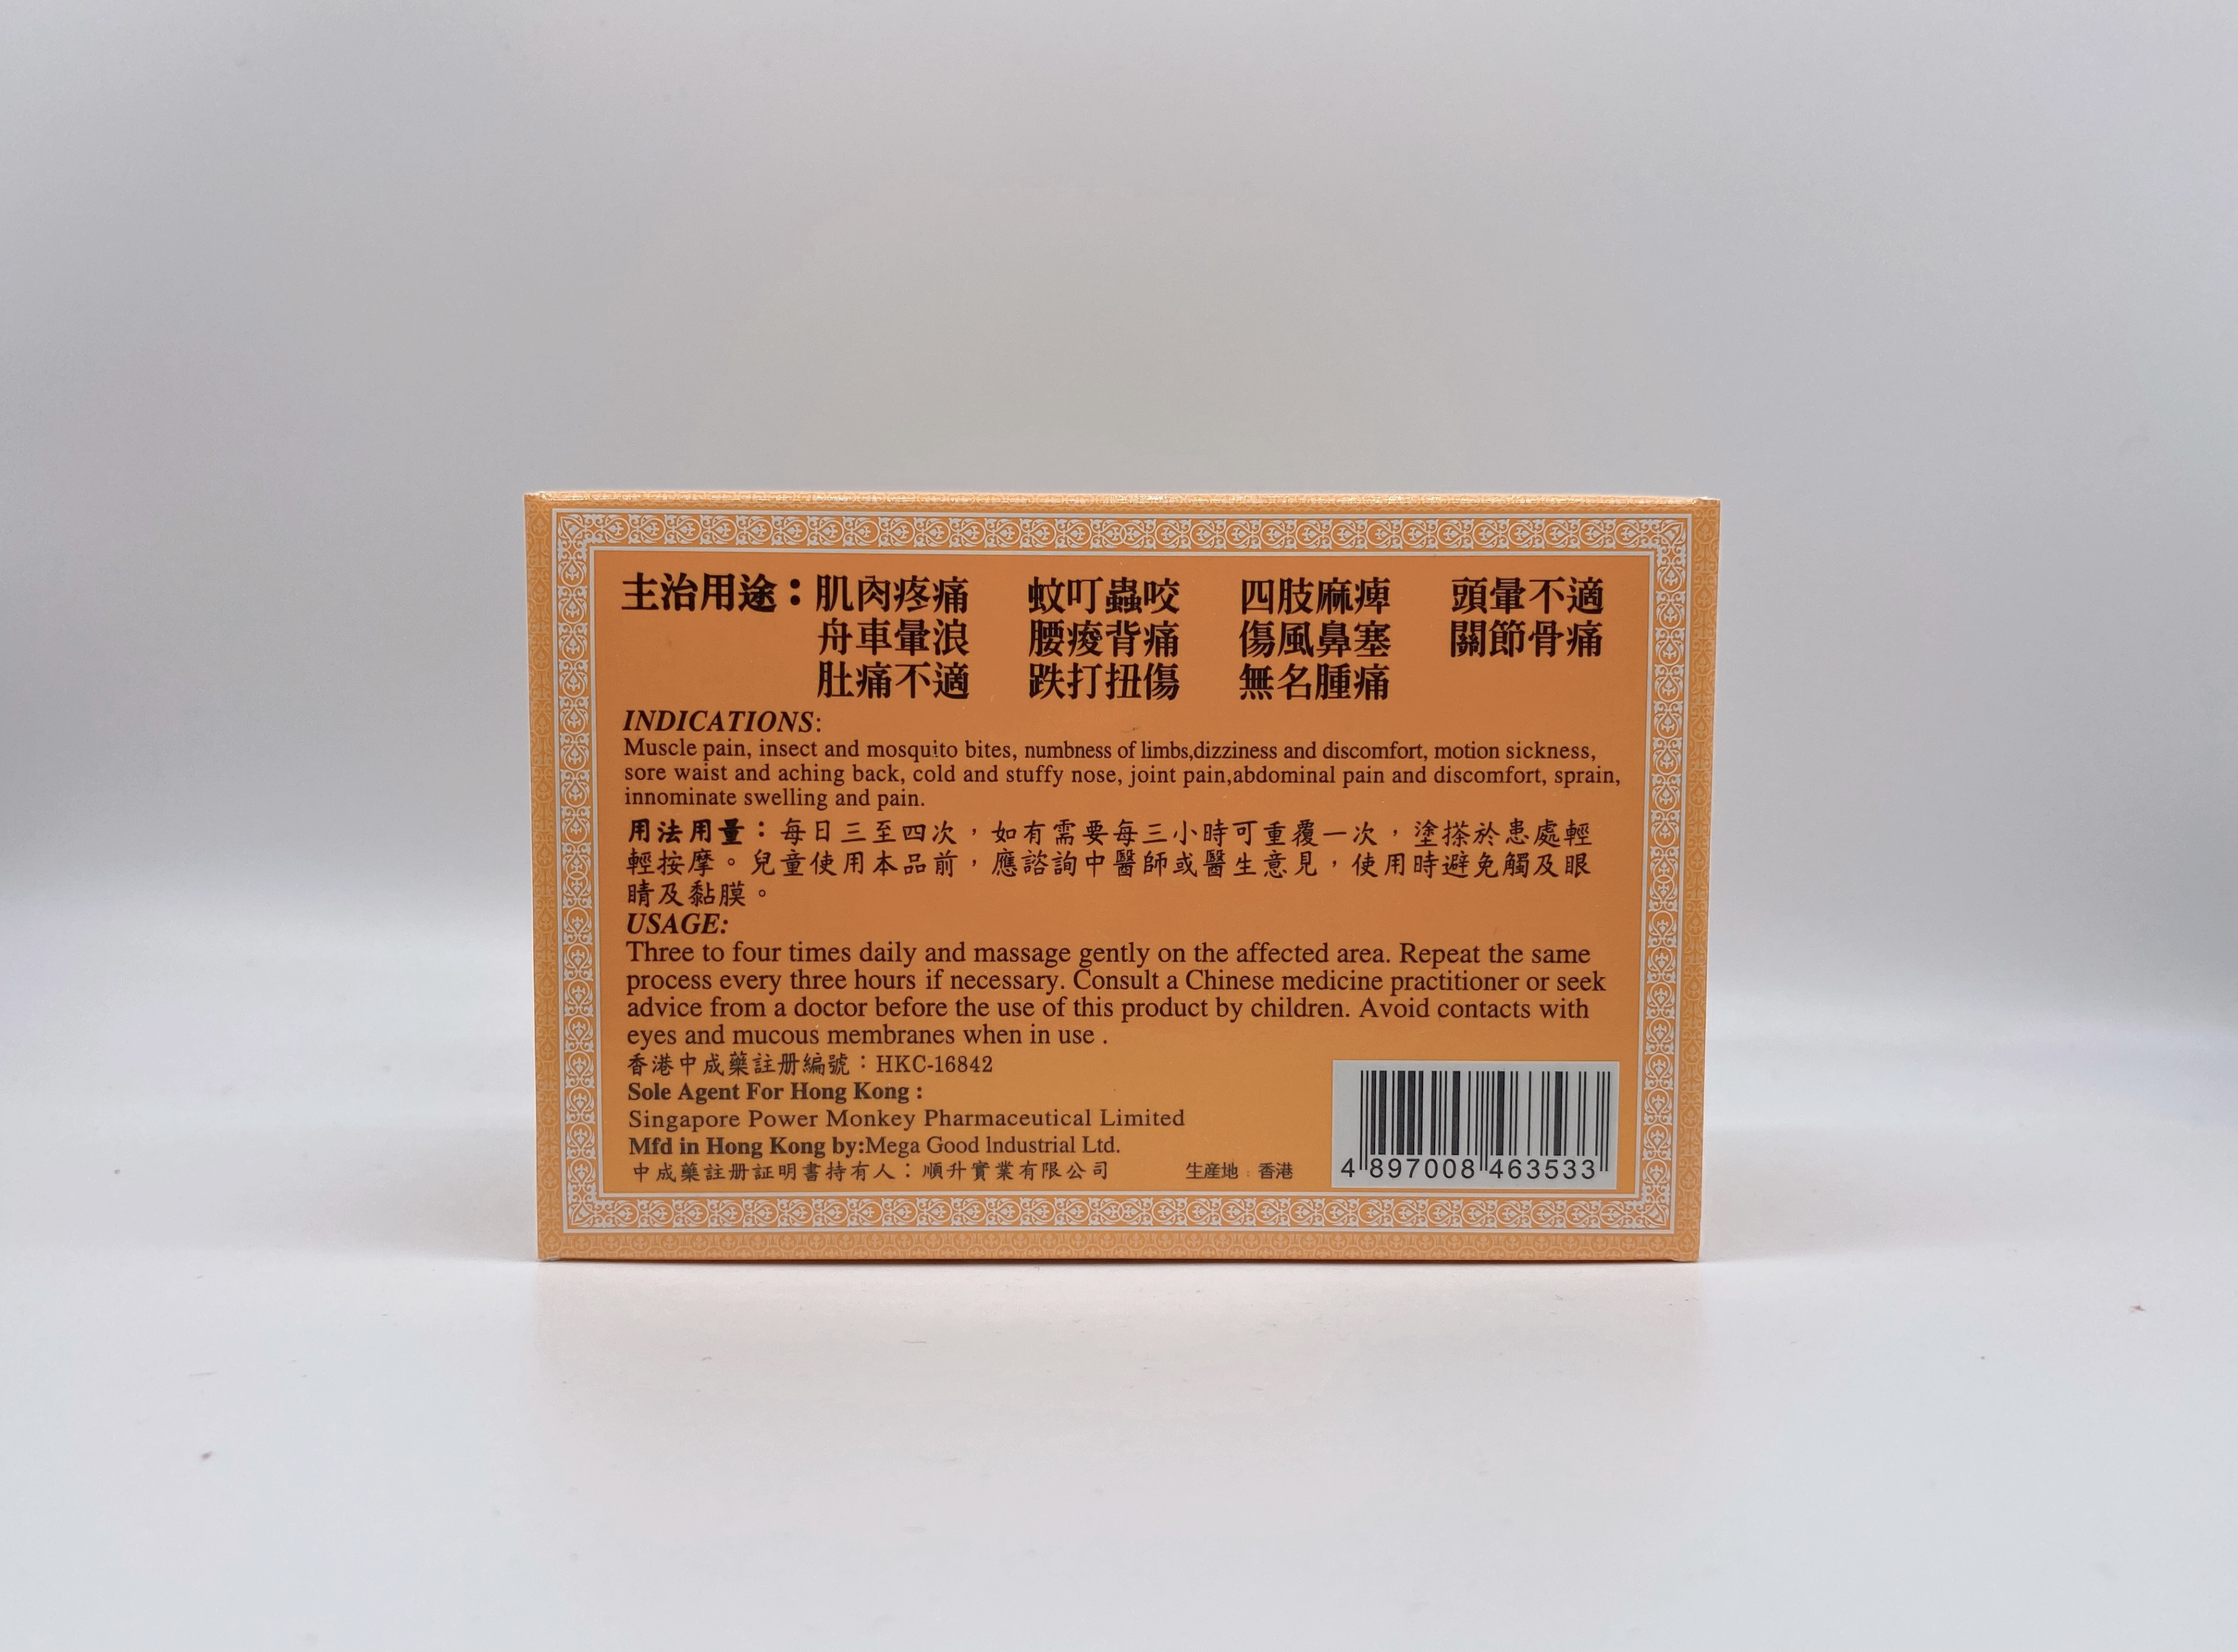 主治用途：肌肉疼痛 蚊叮蟲咬 四肢麻痺 頭暈不適
舟車暈浪 腰痠背痛 傷風鼻塞 關節骨痛
肚痛不適 跌打扭傷 無名腫痛
INDICATIONS:
Muscle pain, insect and mosquito bites, numbness of limbs,dizziness and discomfort, motion sickness,
sore waist and aching back, cold and stuffy nose, joint pain,abdominal pain and discomfort, sprain,
innominate swelling and pain.
用法用量：每日三至四次，如有需要每三小時可重覆一次，塗搽於患處輕
輕按摩。兒童使用本品前，應諮詢中醫師或醫生意見，使用時避免觸及眼
睛及黏膜。
USAGE:
Three to four times daily and massage gently on the affected area. Repeat the same
process every three hours if necessary. Consult a Chinese medicine practitioner or seek
advice from a doctor before the use of this product by children. Avoid contacts with
eyes and mucous membranes when in use .
香港中成藥註册編號：HKC-16842
Sole Agent For Hong Kong :
Singapore Power Monkey Pharmaceutical Limited
Mfd in Hong Kong by:Mega Good Industrial Ltd.
中成藥註册証明書持有人：順升實業有限公司 生産地：香港
4 897008 463533